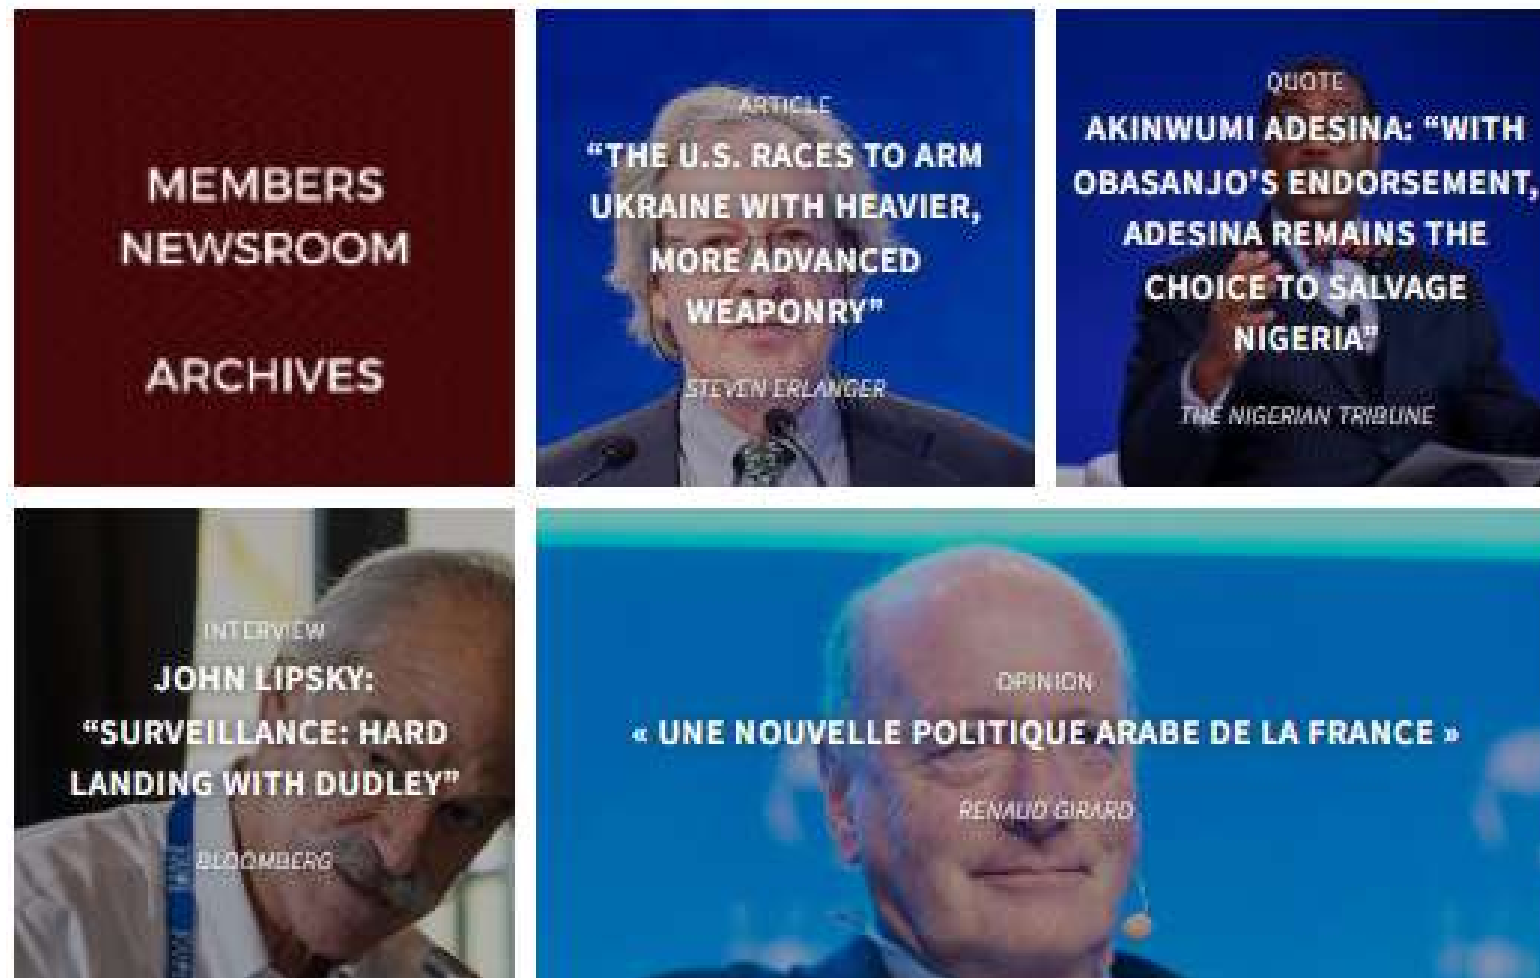 MEMBERS
NEWSROOM
ARCHIVES
ARTICLE
“THE U.S. RACES TO ARM
UKRAINE WITH HEAVIER,
MORE ADVANCED
WEAPONRY”
STEVEN ERLANGER
QUOTE
AKINWUMI ADESINA: “WITH
OBASANJO’S ENDORSEMENT,
ADESINA REMAINS THE
CHOICE TO SALVAGE
NIGERIA”
THE NIGERIAN TRIBUNE
INTERVIEW
JOHN LIPSKY:
“SURVEILLANCE: HARD
LANDING WITH DUDLEY”
BLOOMBERG
OPINION
« UNE NOUVELLE POLITIQUE ARABE DE LA FRANCE »
RENAUD GIRARD